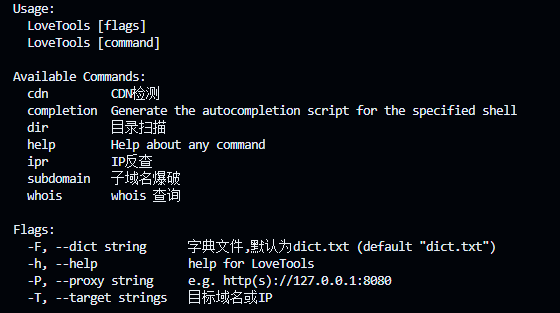 Usage:
LoveTools [flags]
LoveTools [command]
Available Commands:
cdn CDN检测
completion Generate the autocompletion script for the specified shell
dir 目录扫描
help Help about any command
ipr IP反查
subdomain 子域名爆破
whois whois 查询
Flags:
-F, --dict string 字典文件,默认为dict.txt (default "dict.txt")
-h, --help help for LoveTools
-P, --proxy string e.g. http(s)://127.0.0.1:8080
-T, --target strings 目标域名或IP